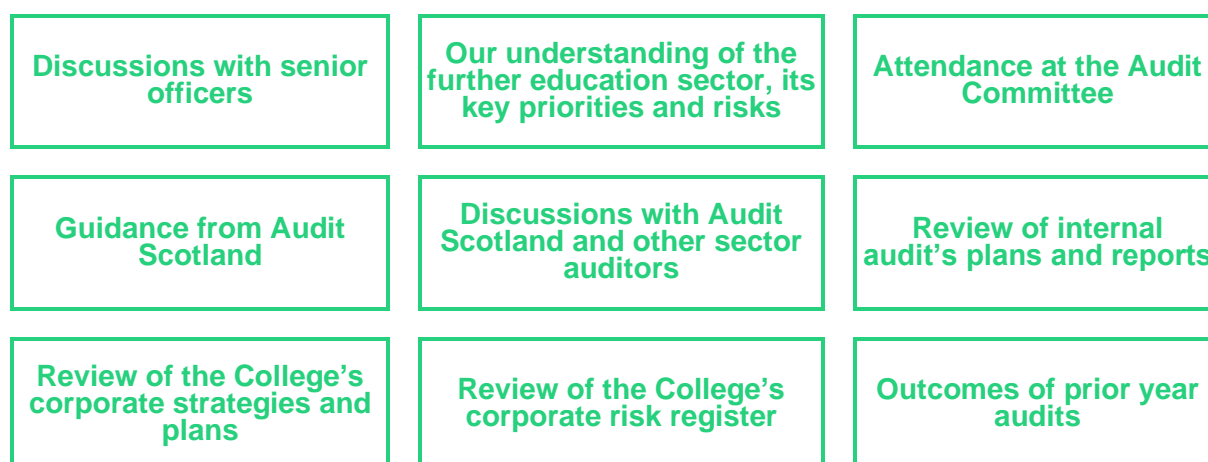 Discussions with senior
officers
Our understanding of the
further education sector, its
key priorities and risks
Attendance at the Audit
Committee
Guidance from Audit
Scotland
Discussions with Audit
Scotland and other sector
auditors
Review of internal
audit’s plans and reports
Review of the College’s
corporate strategies and
plans
Review of the College’s
corporate risk register
Outcomes of prior year
audits